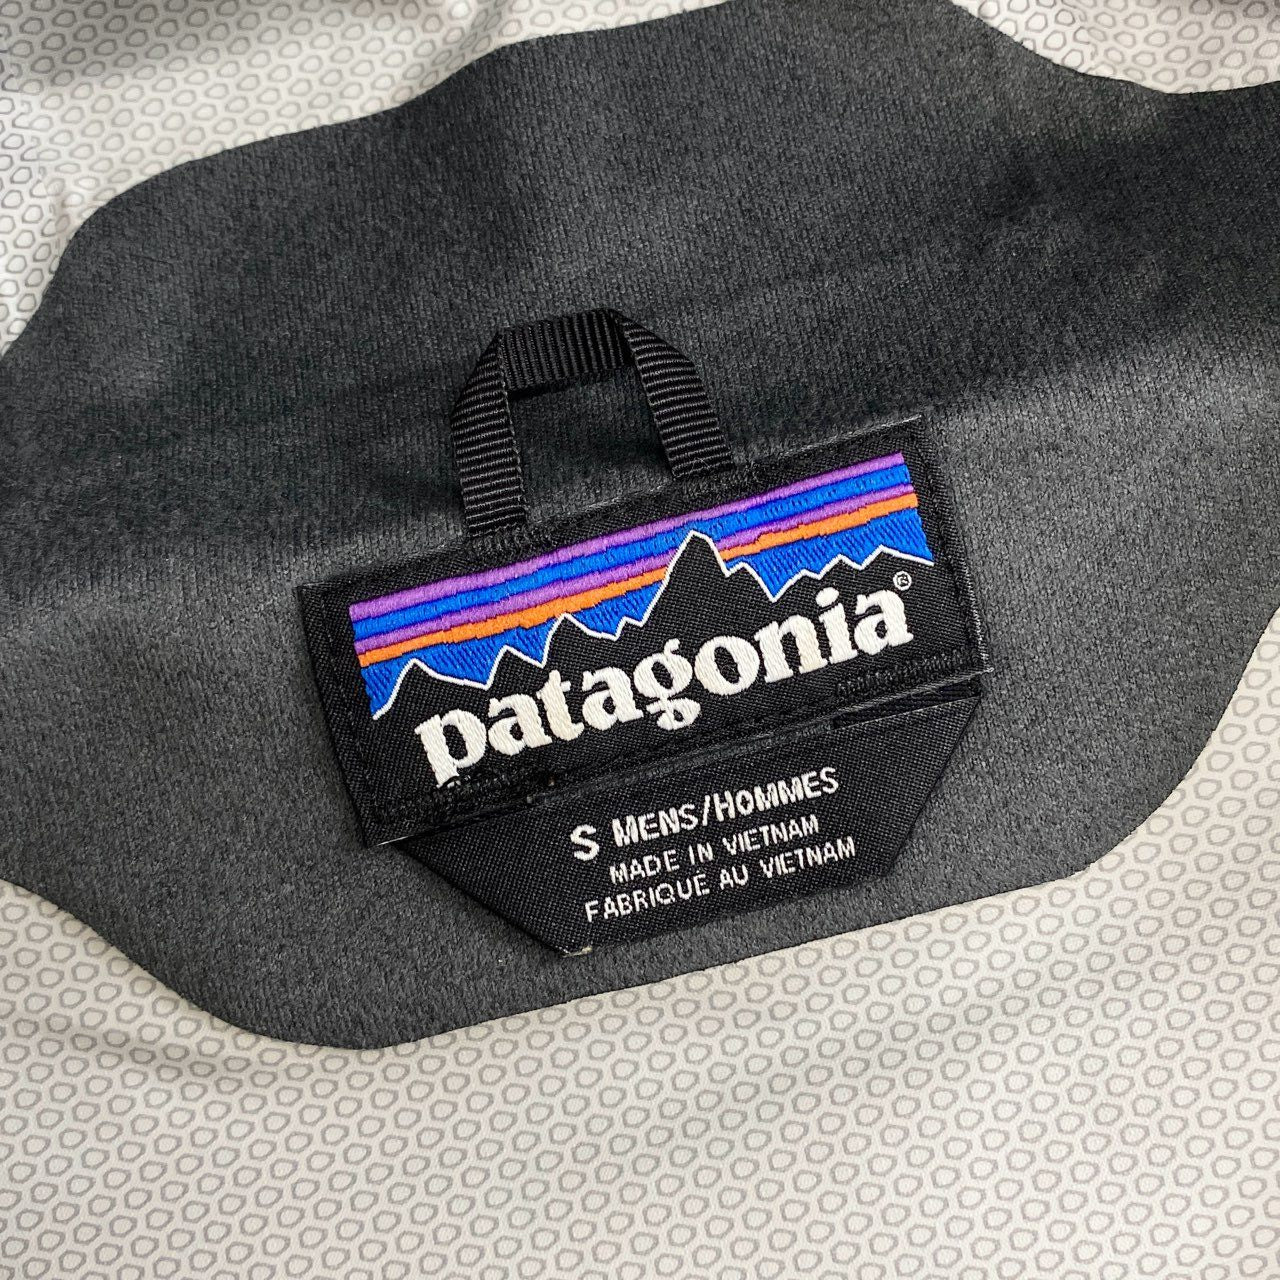 patagonia®
S MENS/HOMMES
MADE IN VIETNAM
FABRIQUE AU VIETNAM